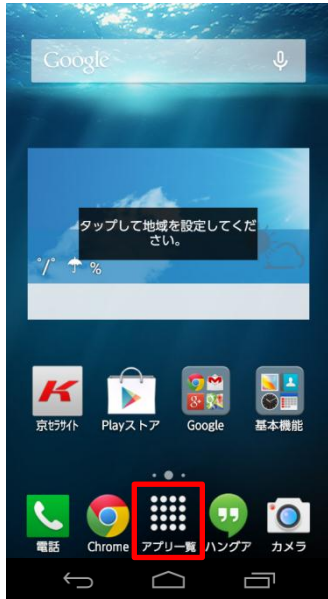 Google
タップして地域を設定してくだ
さい。
°/° %
京セラサイト Playストア Google 基本機能
電話 Chrome アプリ一覧 ハングア カメラ